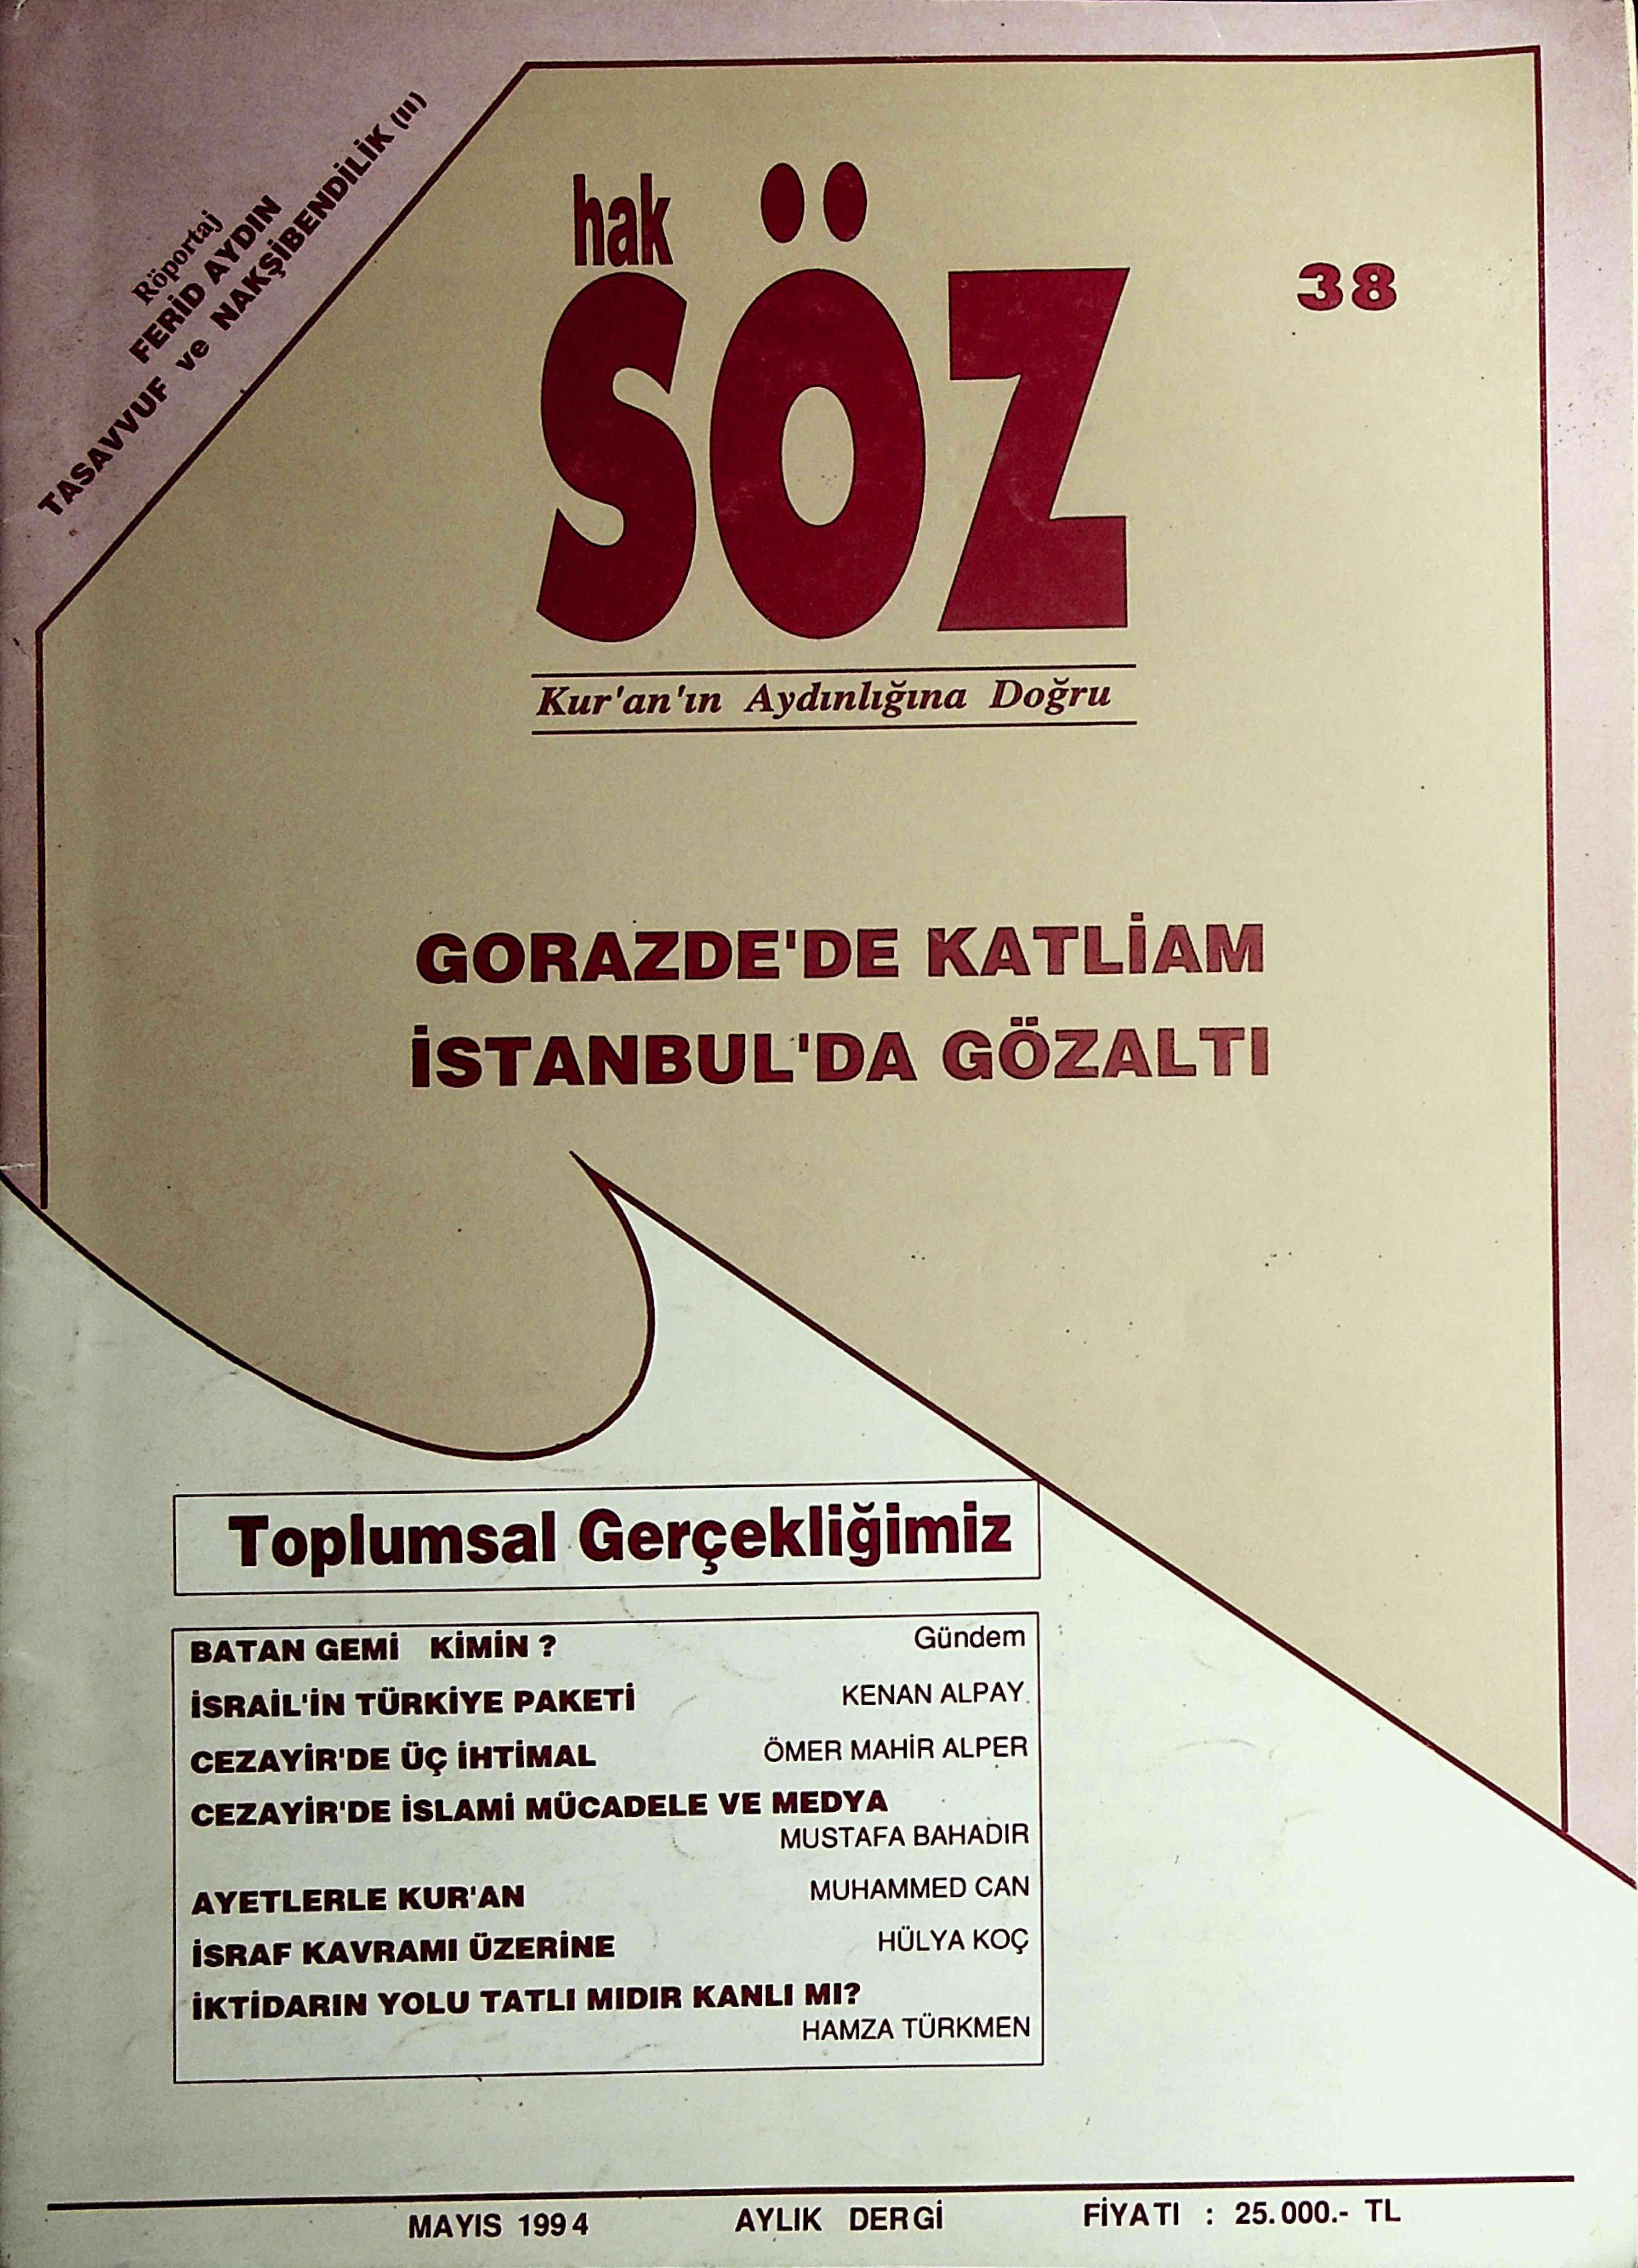 Röportaj
FERİD AYDIN
TASAVVUF ve NAKŞİBENDİLİK (II)
hak
SÖZ
38
Kur'an'ın Aydınlığına Doğru
GORAZDE'DE KATLİAM
İSTANBUL'DA GÖZALTI
Toplumsal Gerçekliğimiz
BATAN GEMİ KİMİN ? Gündem
İSRAİL'İN TÜRKİYE PAKETİ KENAN ALPAY
CEZAYİR'DE ÜÇ İHTİMAL ÖMER MAHİR ALPER
CEZAYİR'DE İSLAMİ MÜCADELE VE MEDYA
MUSTAFA BAHADIR
AYETLERLE KUR'AN MUHAMMED CAN
İSRAF KAVRAMI ÜZERİNE HÜLYA KOÇ
İKTİDARIN YOLU TATLI MIDIR KANLI MI?
HAMZA TÜRKMEN
MAYIS 1994 AYLIK DERGİ FİYATI : 25.000.- TL